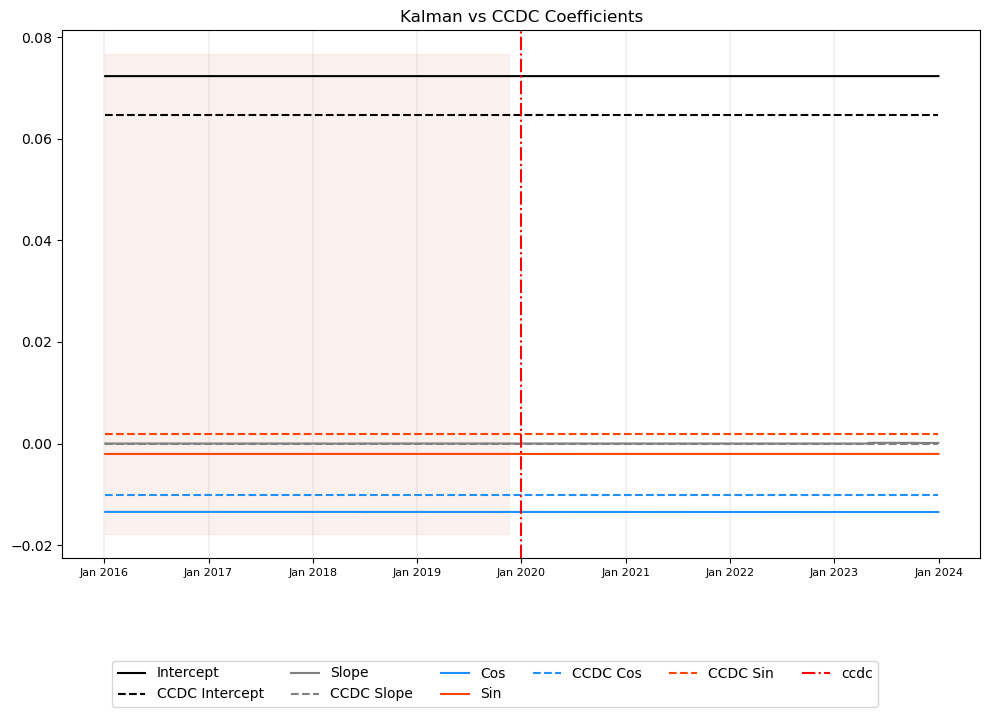 Kalman vs CCDC Coefficients
0.08
0.06
0.04
0.02
0.00
−0.02
Jan 2016 Jan 2017 Jan 2018 Jan 2019 Jan 2020 Jan 2021 Jan 2022 Jan 2023 Jan 2024
Intercept Slope Cos CCDC Cos CCDC Sin ccdc
CCDC Intercept CCDC Slope Sin